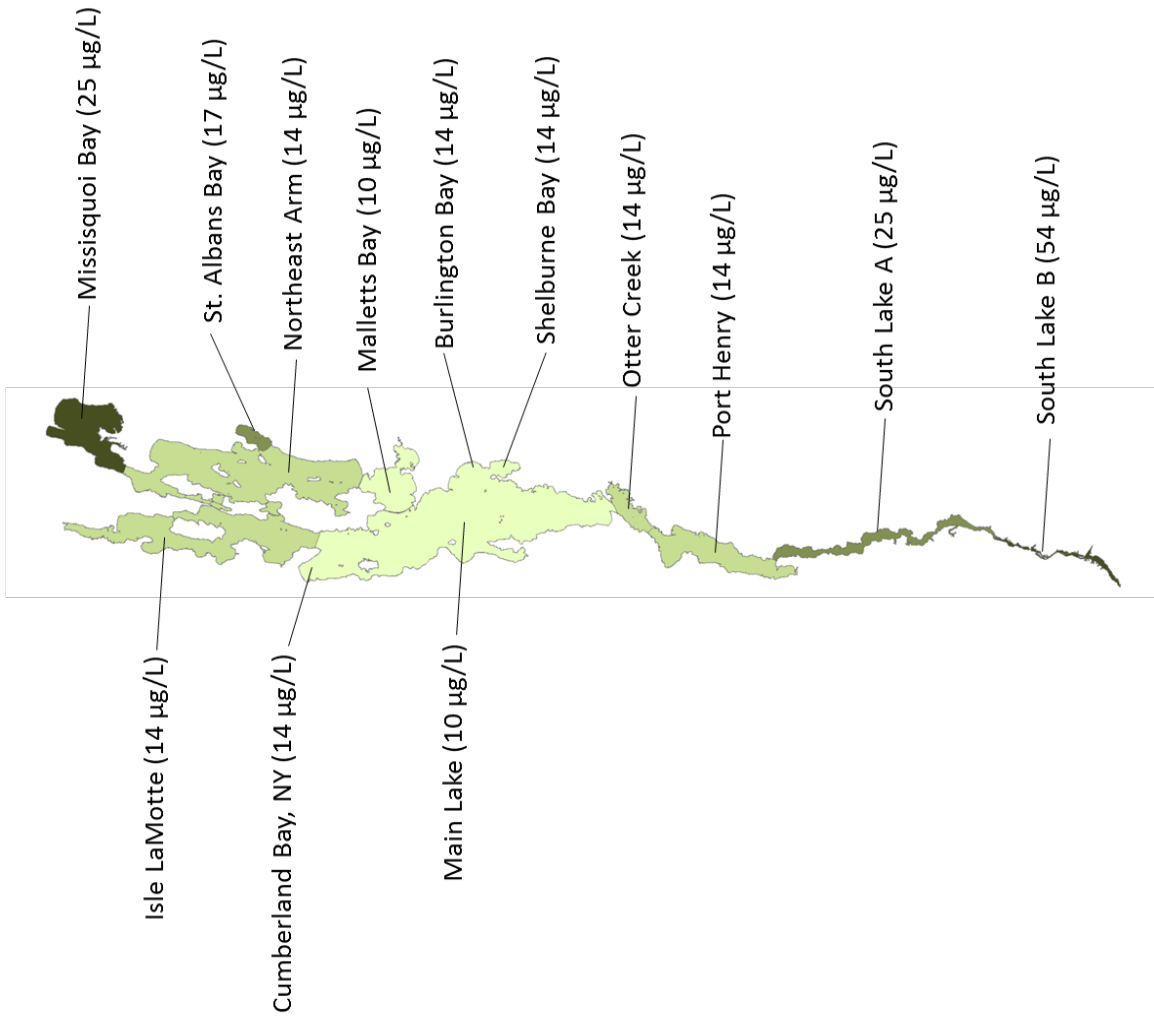 Missisquoi Bay (25 µg/L)
St. Albans Bay (17 µg/L)
Northeast Arm (14 µg/L)
Malletts Bay (10 µg/L)
Burlington Bay (14 µg/L)
Shelburne Bay (14 µg/L)
Otter Creek (14 µg/L)
Port Henry (14 µg/L)
South Lake A (25 µg/L)
South Lake B (54 µg/L)
Isle LaMotte (14 µg/L)
Cumberland Bay, NY (14 µg/L)
Main Lake (10 µg/L)